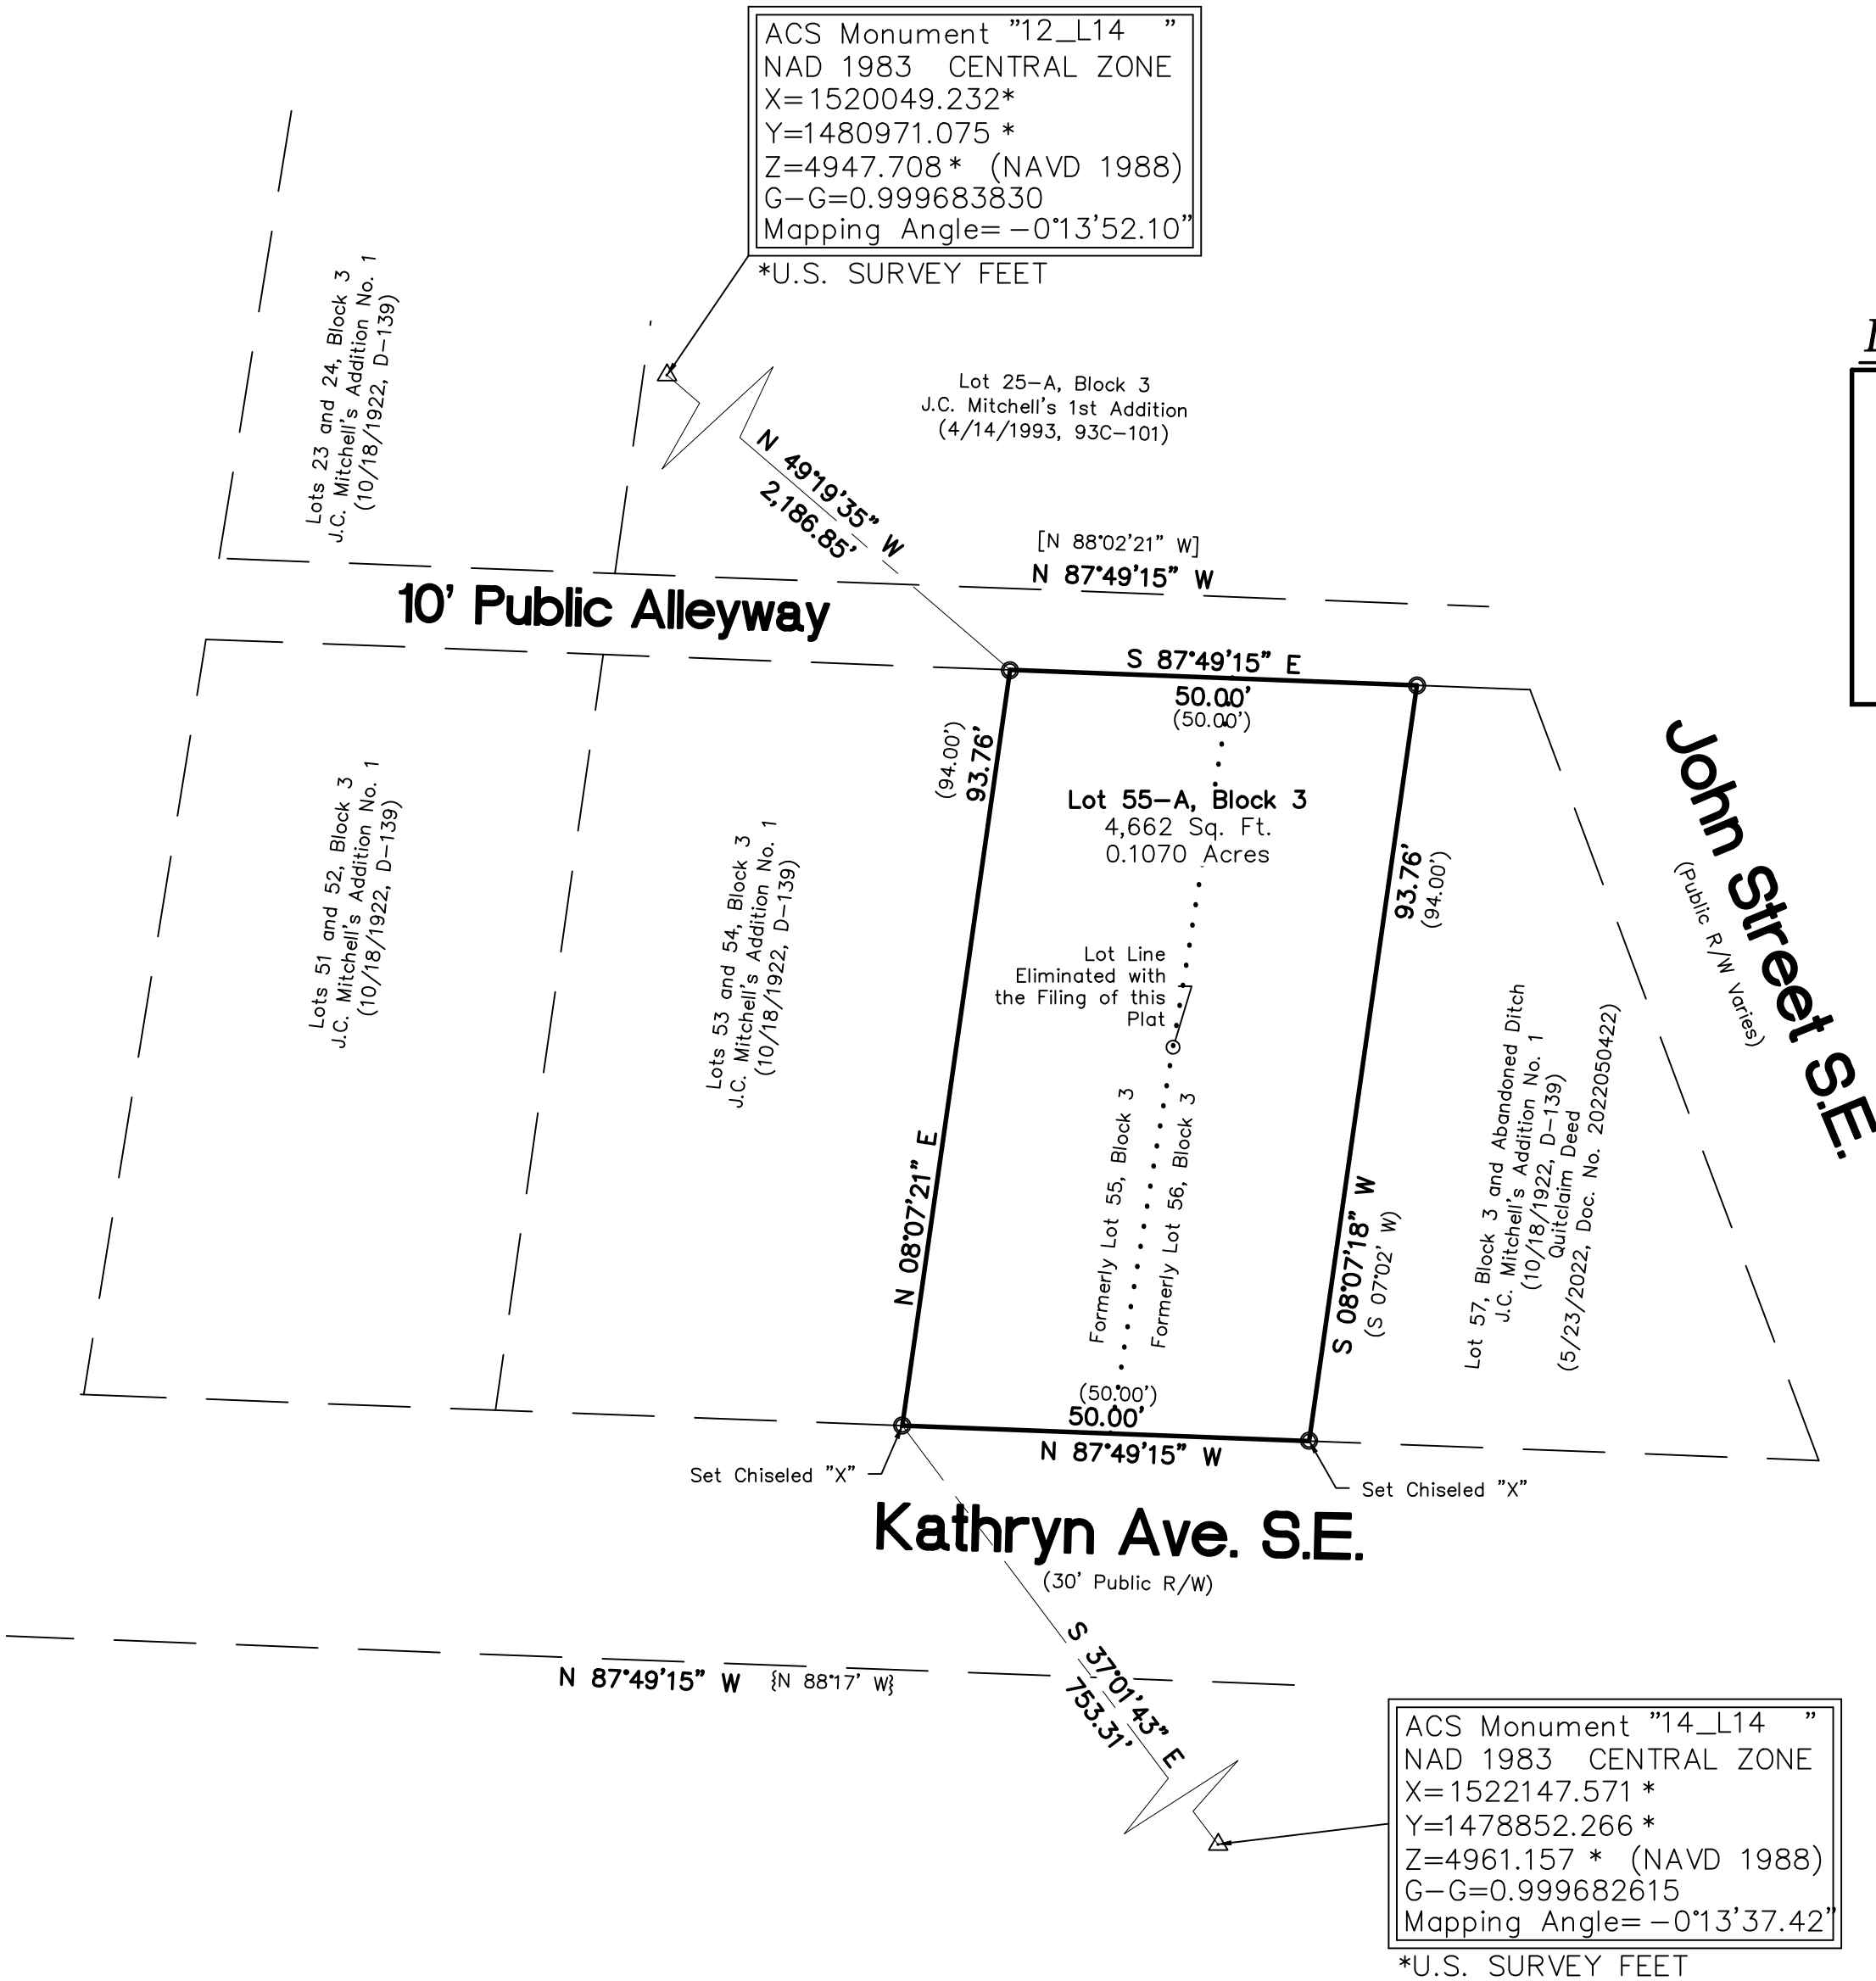 ACS Monument "12_L14 "
NAD 1983 CENTRAL ZONE
X=1520049.232*
Y=1480971.075 *
Z=4947.708* (NAVD 1988)
G-G=0.999683830
Mapping Angle= -0°13'52.10"
*U.S. SURVEY FEET
Lots 23 and 24, Block 3
J.C. Mitchell's Addition No. 1
(10/18/1922, D-139)
Lot 25-A, Block 3
J.C. Mitchell's 1st Addition
(4/14/1993, 93C-101)
N 49°19'35" W
2,186.85'
[N 88°02'21" W]
N 87°49'15" W
10' Public Alleyway
S 87°49'15" E
50.00'
(50.00')
(94.00')
93.76'
Lot 55-A, Block 3
4,662 Sq. Ft.
0.1070 Acres
93.76'
(94.00')
John Street S.E.
(Public R/W Varies)
Lots 51 and 52, Block 3
J.C. Mitchell's Addition No. 1
(10/18/1922, D-139)
Lots 53 and 54, Block 3
J.C. Mitchell's Addition No. 1
(10/18/1922, D-139)
Lot Line
Eliminated with
the Filing of this
Plat
N 08°07'21" E
Formerly Lot 55, Block 3
Formerly Lot 56, Block 3
S 08°07'18" W
(S 07°02' W)
Lot 57, Block 3 and Abandoned Ditch
J.C. Mitchell's Addition No. 1
(10/18/1922, D-139)
Quitclaim Deed
(5/23/2022, Doc. No. 2022050422)
(50.00')
50.00'
N 87°49'15" W
Set Chiseled "X"
Set Chiseled "X"
Kathryn Ave. S.E.
(30' Public R/W)
S 37°01'43" E
753.31'
N 87°49'15" W {N 88°17' W}
ACS Monument "14_L14 "
NAD 1983 CENTRAL ZONE
X=1522147.571 *
Y=1478852.266 *
Z=4961.157 * (NAVD 1988)
G-G=0.999682615
Mapping Angle= -0°13'37.42"
*U.S. SURVEY FEET